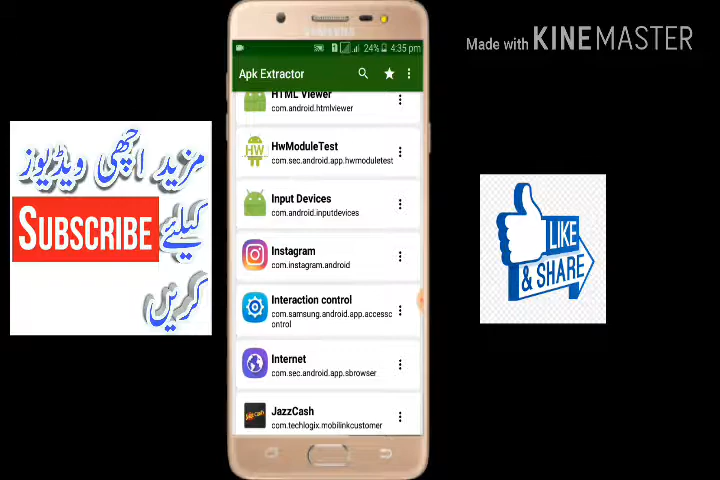 Made with KINEMASTER
SAMSUNG
24% 4:35 pm
Apk Extractor
HTML Viewer
com.android.htmlviewer
HW
HwModuleTest
com.sec.android.app.hwmoduletest
Input Devices
com.android.inputdevices
Instagram
com.instagram.android
Interaction control
com.samsung.android.app.accessc
ontrol
Internet
com.sec.android.app.sbrowser
JazzCash
com.techlogix.mobilinkcustomer
مزید اچھی ویڈیوز
کیلئے SUBSCRIBE
کریں
LIKE
& SHARE